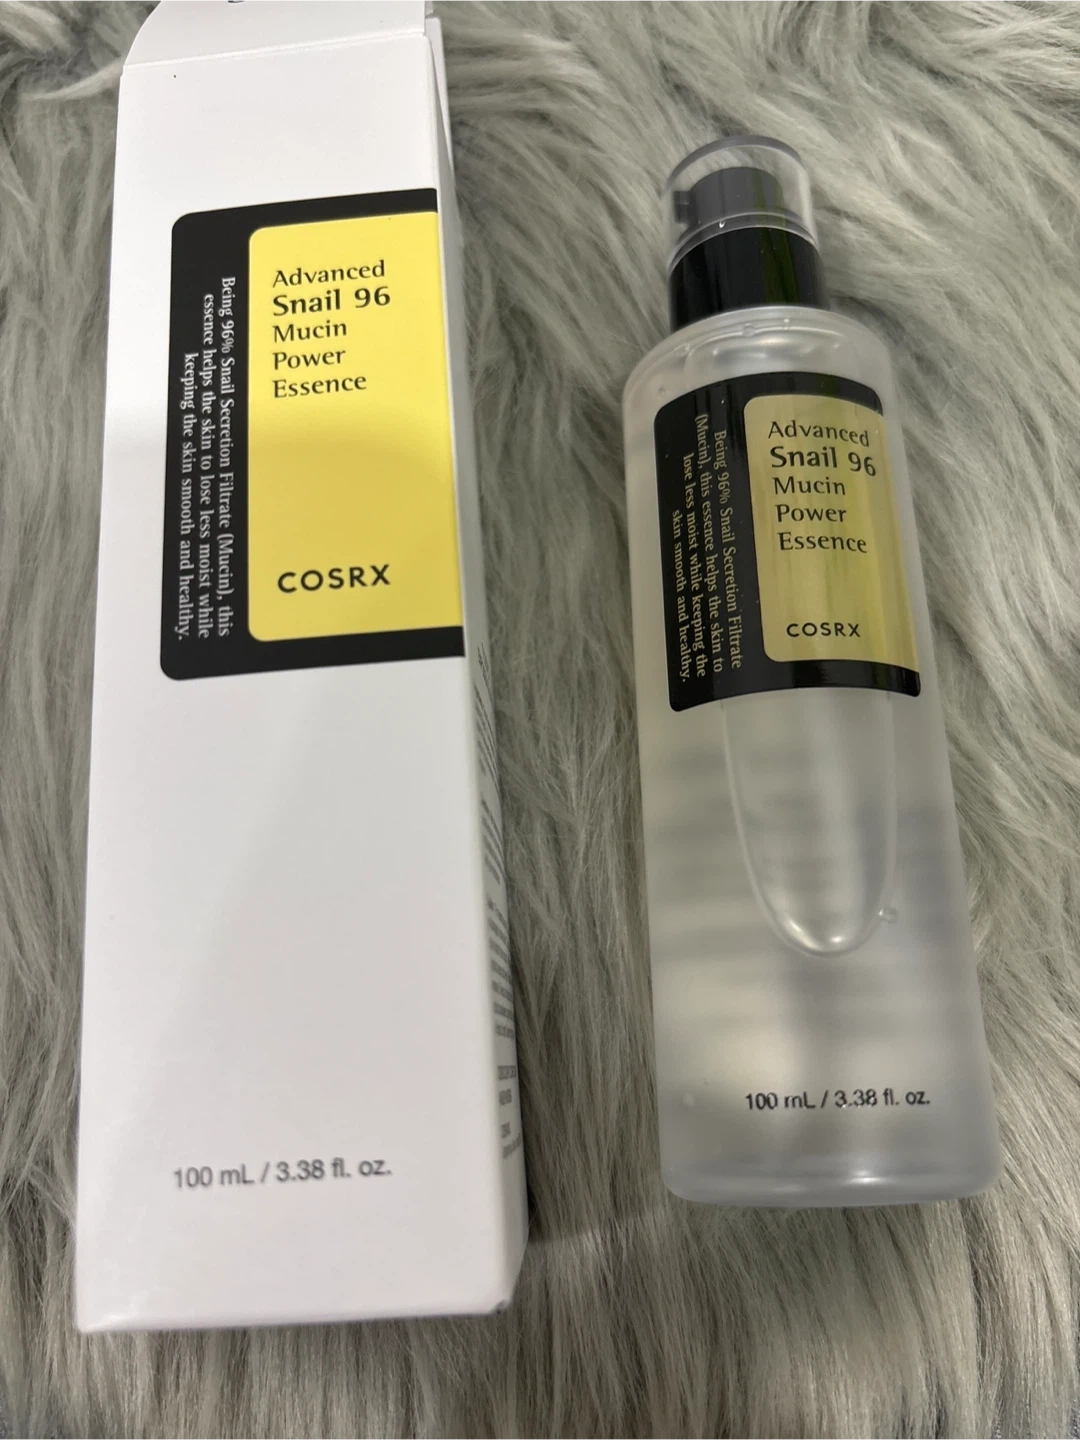 Advanced
Snail 96
Mucin
Power
Essence
COSRX
Being 96% Snail Secretion Filtrate (Mucin), this
essence helps the skin to lose less moist while
keeping the skin smooth and healthy.
100 mL / 3.38 fl. oz.
Advanced
Snail 96
Mucin
Power
Essence
COSRX
Being 96% Snail Secretion Filtrate
(Mucin), this essence helps the skin to
lose less moist while keeping the
skin smooth and healthy.
100 mL / 3.38 fl. oz.